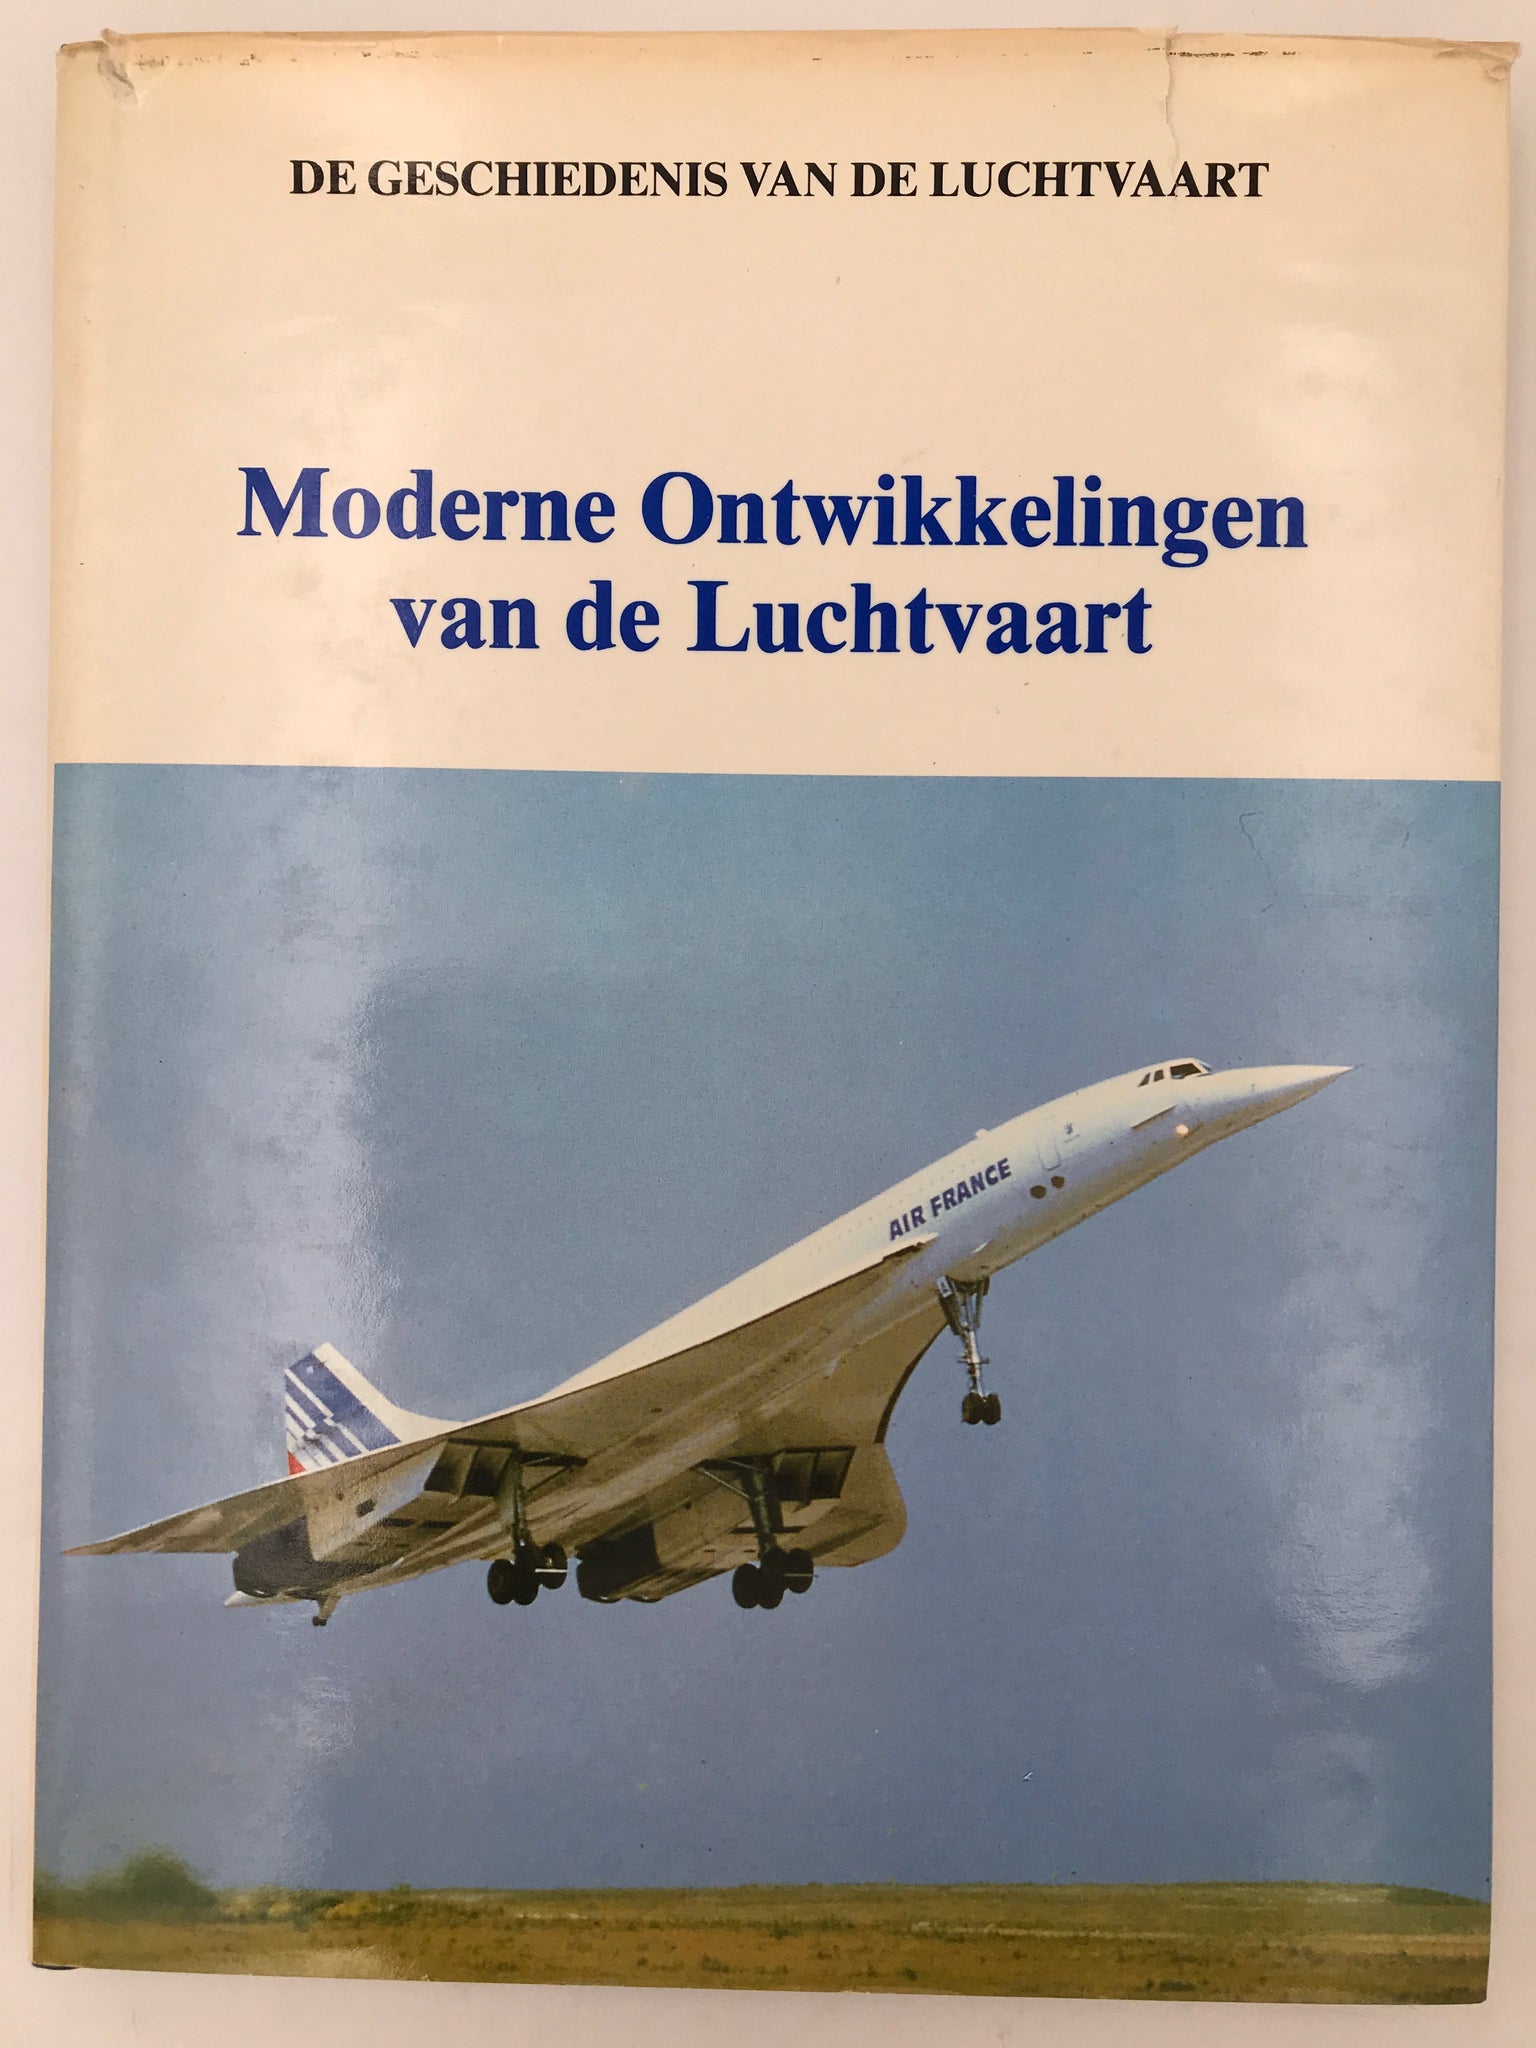 DE GESCHIEDENIS VAN DE LUCHTVAART
Moderne Ontwikkelingen
van de Luchtvaart
AIR FRANCE